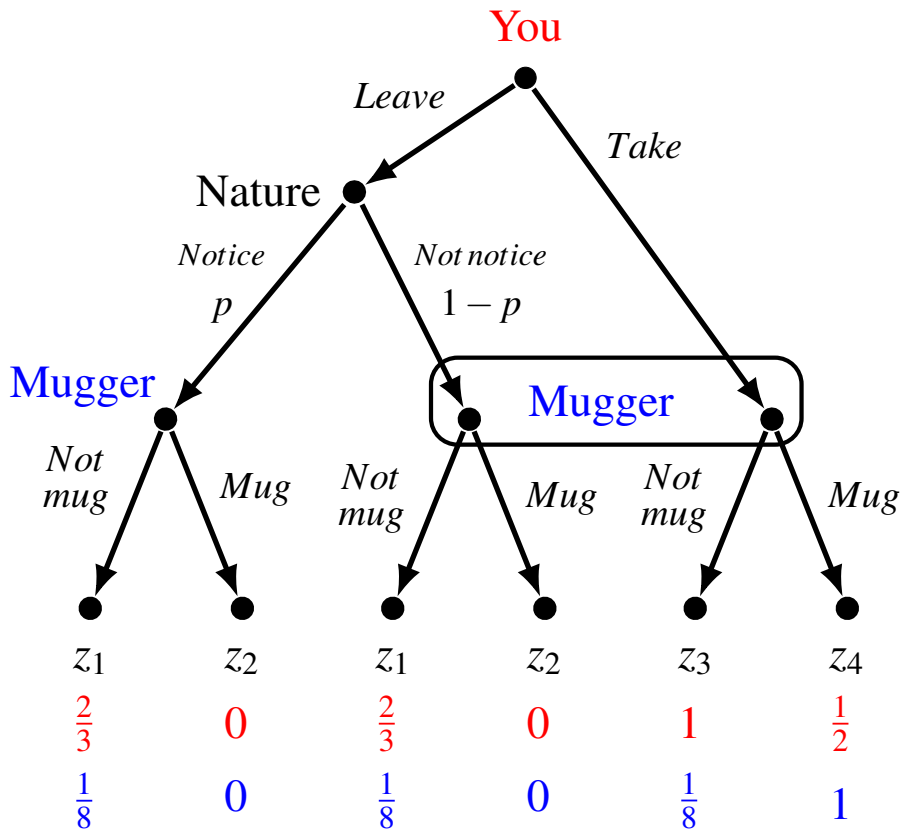 You
Leave
Take
Nature
Notice
p
Not notice
1 − p
Mugger
Mugger
Not
mug
Mug
Not
mug
Mug
Not
mug
Mug
z₁ z₂ z₁ z₂ z₃ z₄
2/3 0 2/3 0 1 1/2
1/8 0 1/8 0 1/8 1